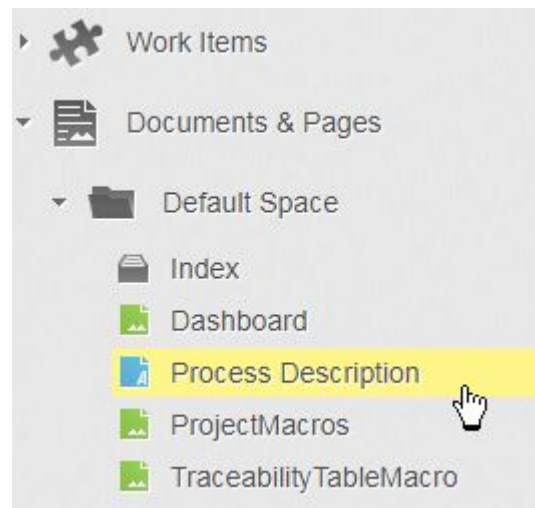 Work Items
Documents & Pages
Default Space
Index
Dashboard
Process Description
ProjectMacros
TraceabilityTableMacro